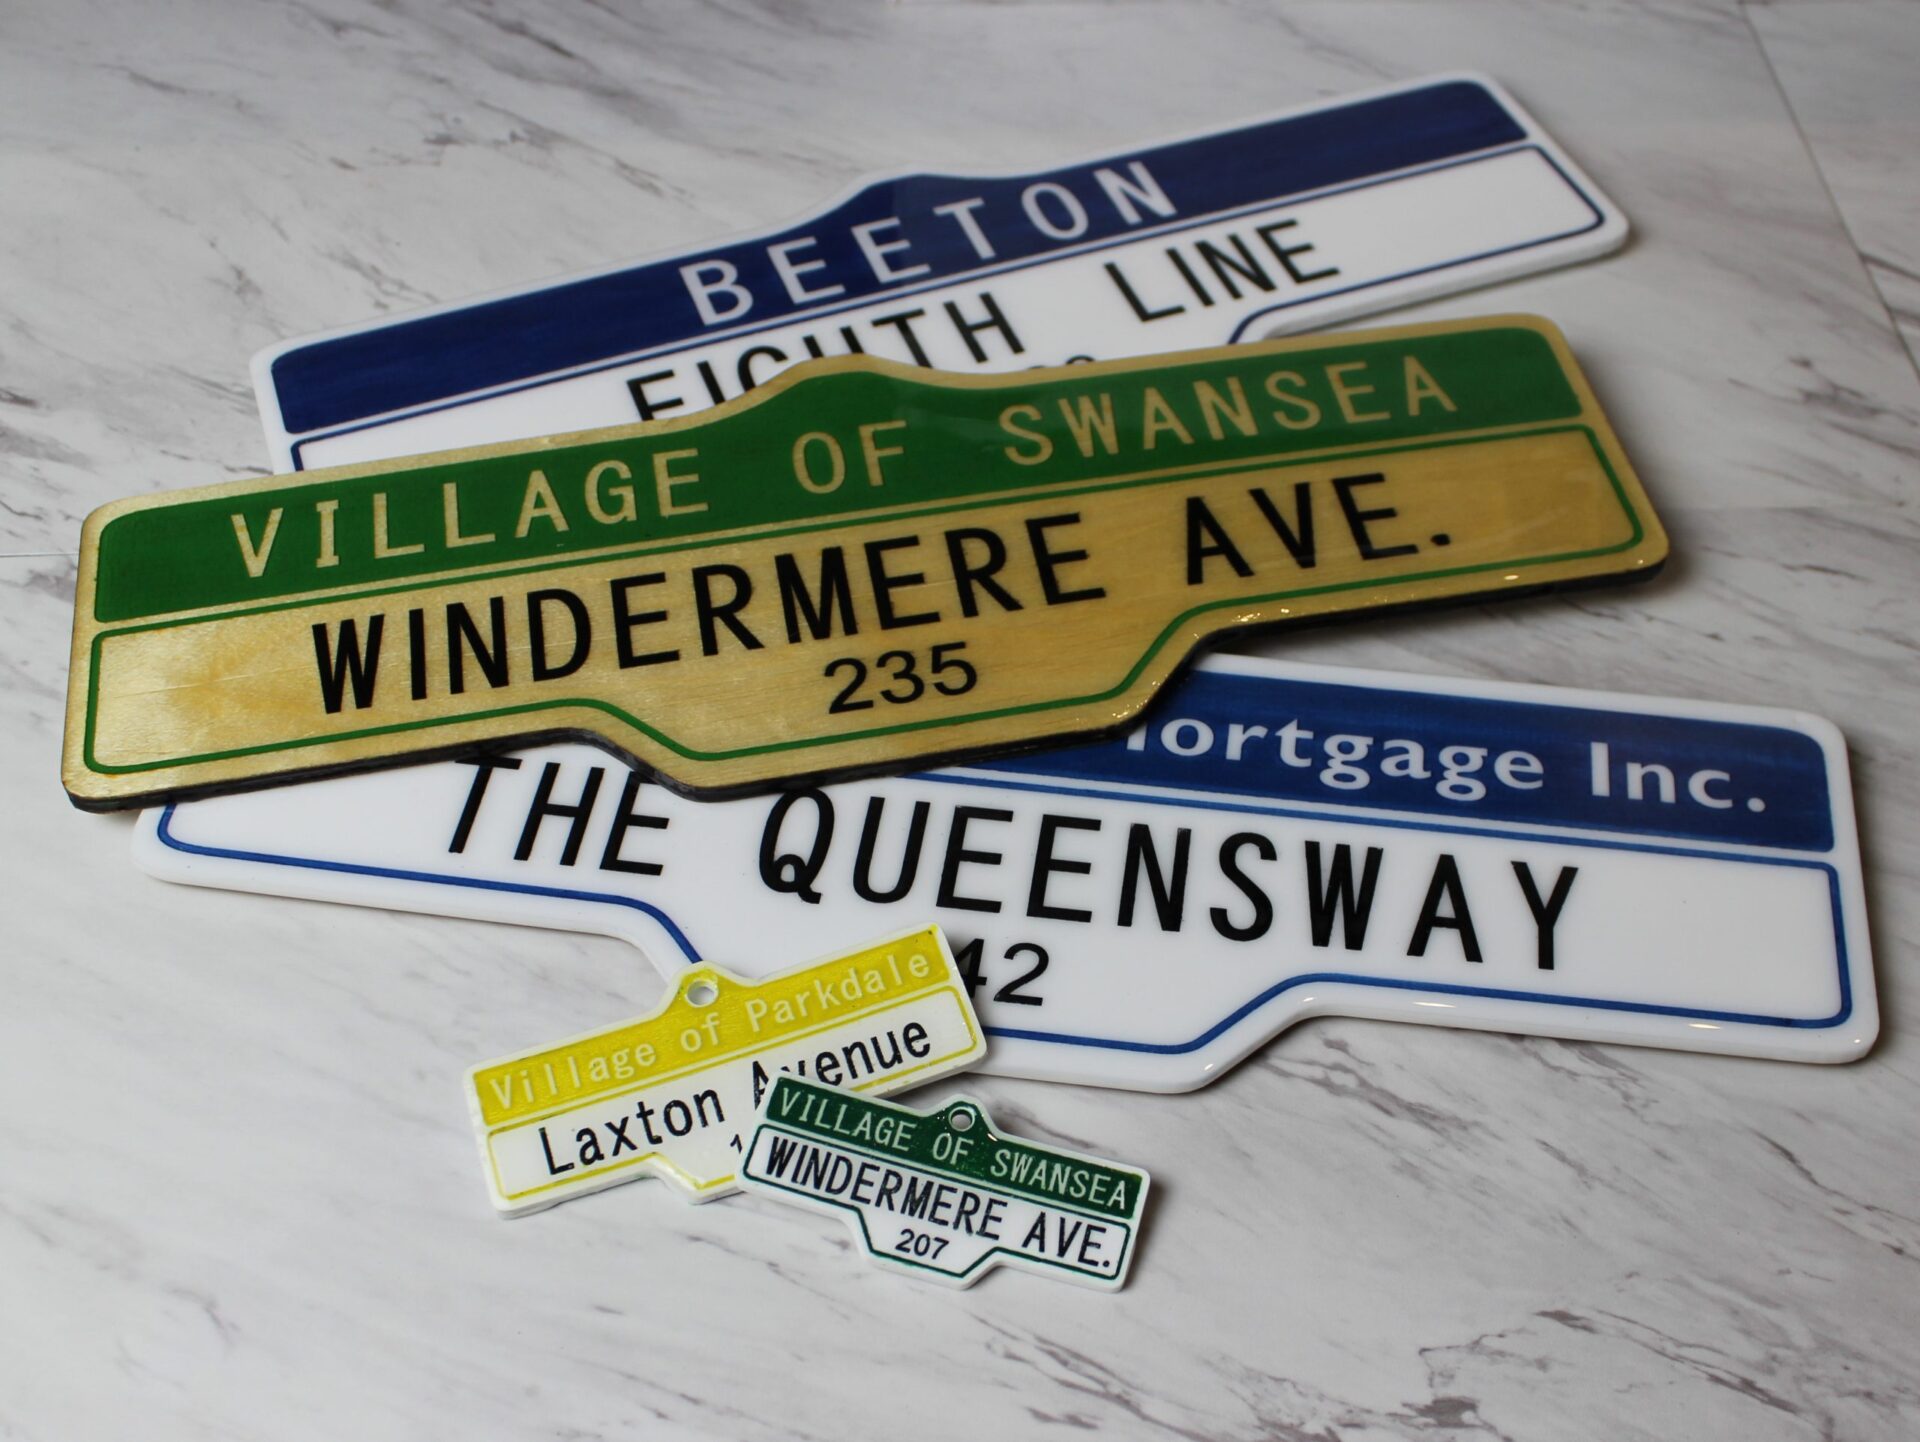 BEETON
EIGHTH LINE
VILLAGE OF SWANSEA
WINDERMERE AVE.
235
Inc.
THE QUEENSWAY
42
Village of Parkdale
Laxton Avenue
VILLAGE OF SWANSEA
WINDERMERE AVE.
207